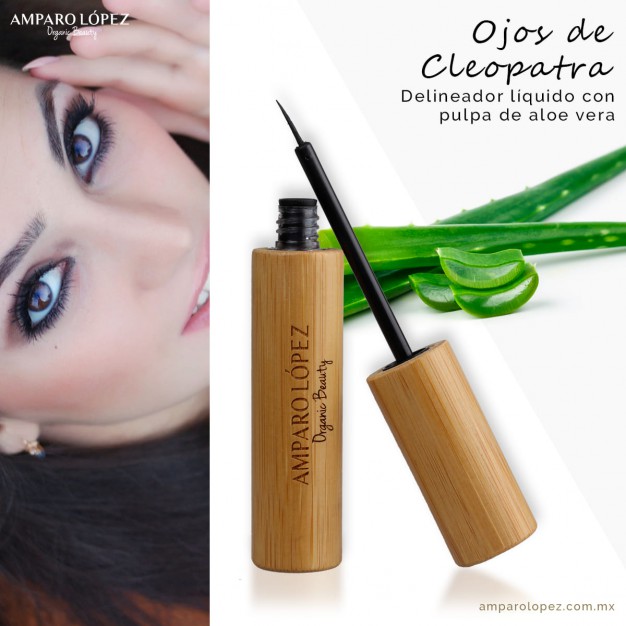 AMPARO LÓPEZ
Organic Beauty
Ojos de
Cleopatra
Delineador líquido con
pulpa de aloe vera
AMPARO LÓPEZ
Organic Beauty
amparolopez.com.mx